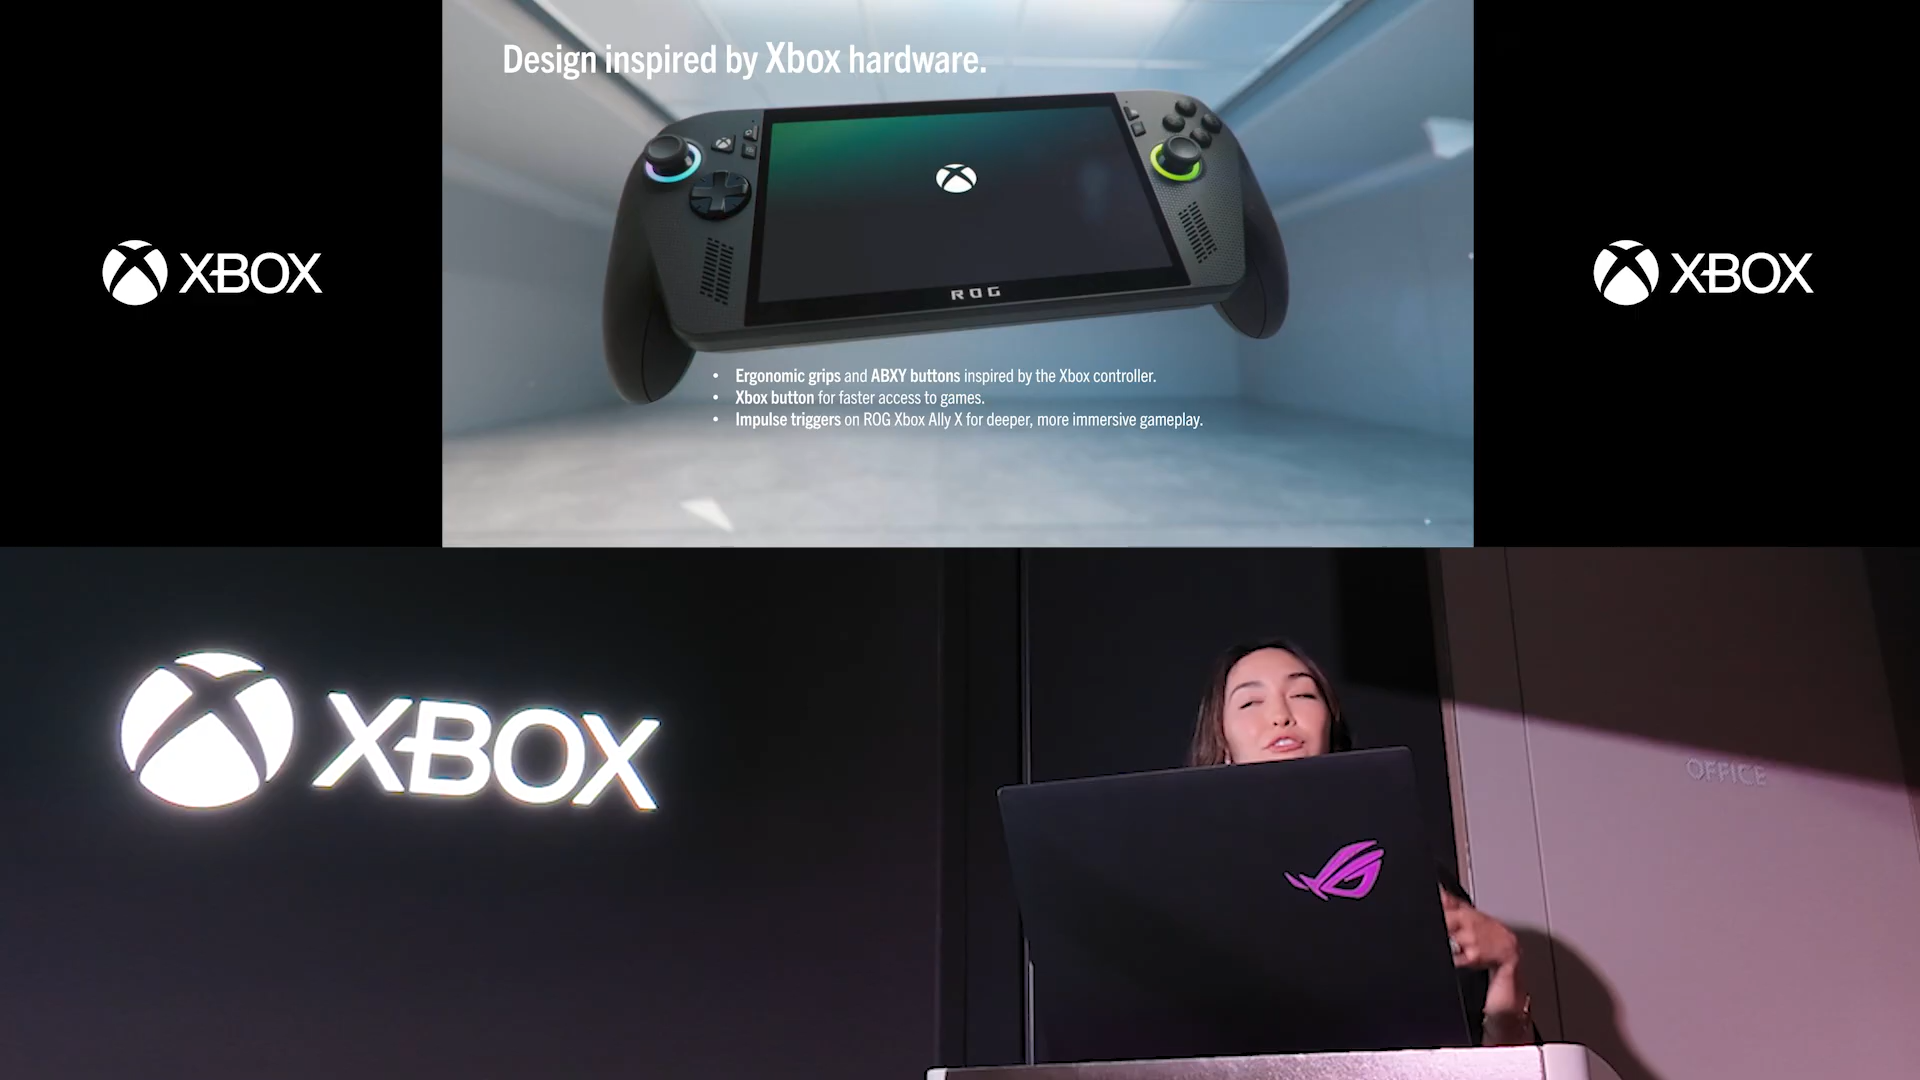 Design inspired by Xbox hardware.
XBOX
XBOX
ROG
• Ergonomic grips and ABXY buttons inspired by the Xbox controller.
• Xbox button for faster access to games.
• Impulse triggers on ROG Xbox Ally X for deeper, more immersive gameplay.
XBOX
OFFICE